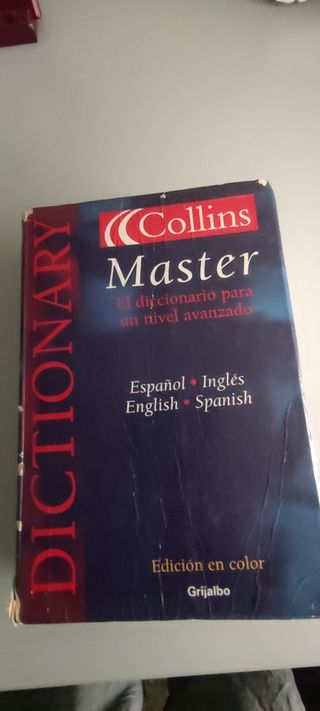 DICTIONARY
Collins
Master
El diccionario para
un nivel avanzado
Español • Inglés
English • Spanish
Edición en color
Grijalbo